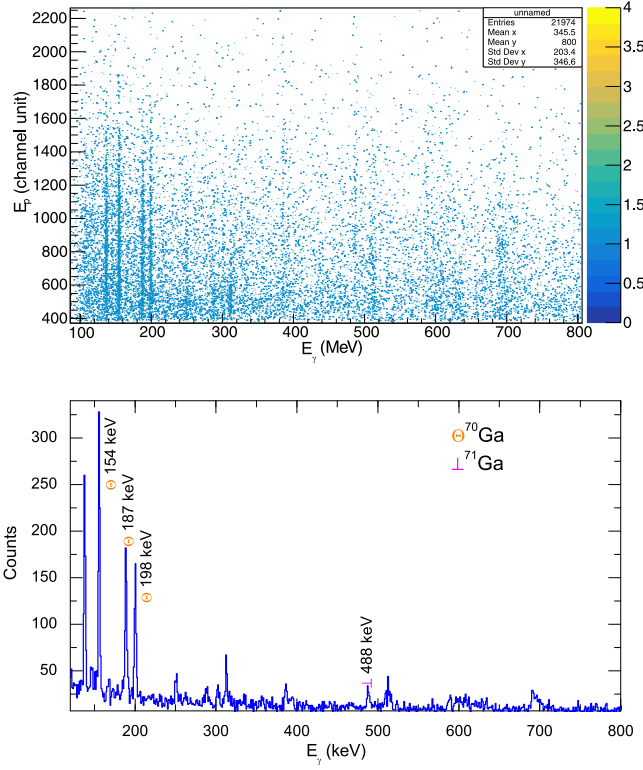 unnamed
Entries 21974
Mean x 345.5
Mean y 800
Std Dev x 203.4
Std Dev y 346.6
2200
2000
1800
1600
1400
1200
1000
800
600
400
E_p (channel unit)
100 200 300 400 500 600 700 800
E_γ (MeV)
4
3.5
3
2.5
2
1.5
1
0.5
0
300
250
200
150
100
50
Counts
Θ 154 keV
Θ 187 keV
Θ 198 keV
⊥ 488 keV
Θ ⁷⁰Ga
⊥ ⁷¹Ga
200 300 400 500 600 700 800
E_γ (keV)